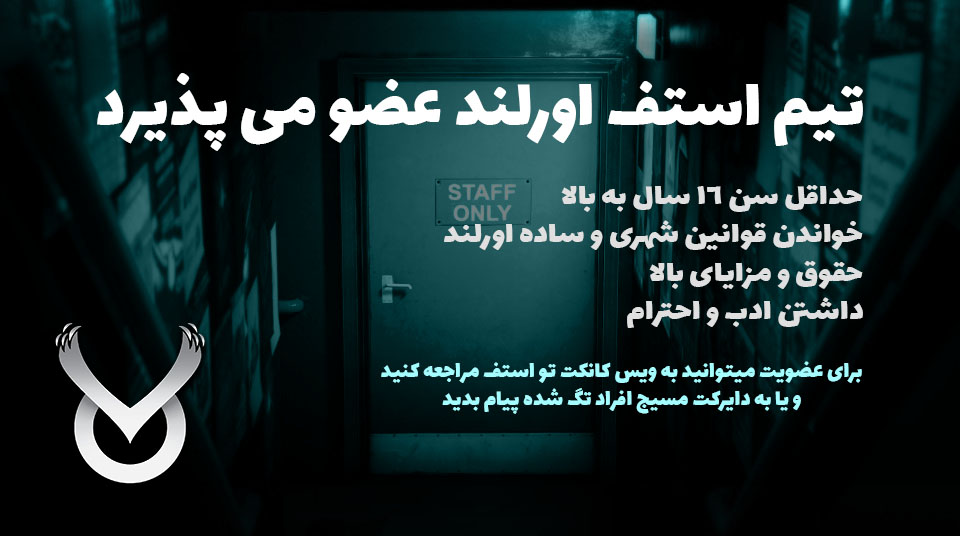 تیم استف اورلند عضو می پذیرد
STAFF
ONLY
حداقل سن ١٦ سال به بالا
خواندن قوانین شهری و ساده اورلند
حقوق و مزایای بالا
داشتن ادب و احترام
برای عضویت میتوانید به ویس کانکت تو استف مراجعه کنید
و یا به دایرکت مسیج افراد تگ شده پیام بدید